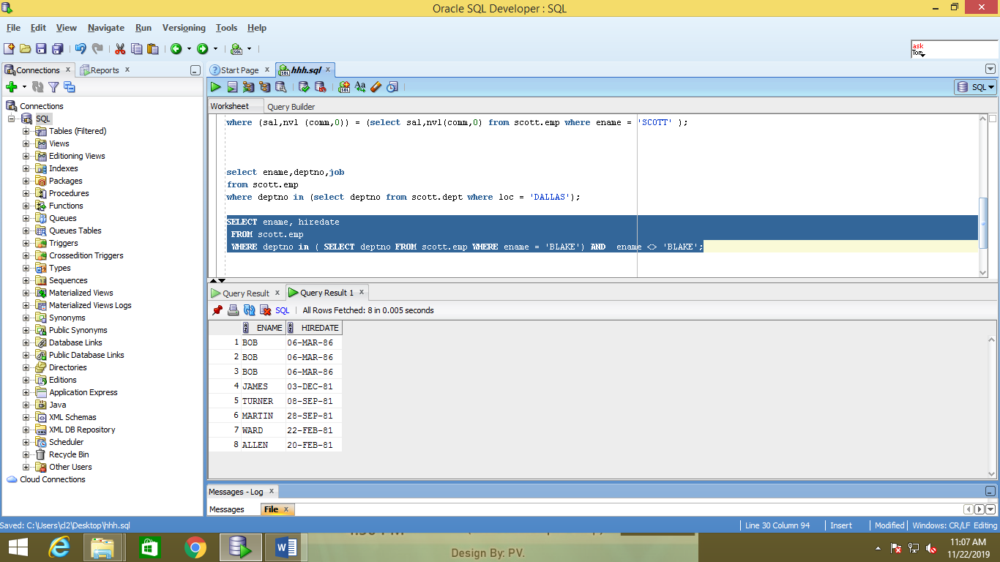 Oracle SQL Developer : SQL
File Edit View Navigate Run Versioning Tools Help
ask
Tom
Connections x Reports x
Start Page x hhh.sql x
SQL
Connections
SQL
Tables (Filtered)
Views
Editioning Views
Indexes
Packages
Procedures
Functions
Queues
Queues Tables
Triggers
Crossedition Triggers
Types
Sequences
Materialized Views
Materialized Views Logs
Synonyms
Public Synonyms
Database Links
Public Database Links
Directories
Editions
Application Express
Java
XML Schemas
XML DB Repository
Scheduler
Recycle Bin
Other Users
Cloud Connections
Worksheet Query Builder
where (sal,nvl (comm,0)) = (select sal,nvl(comm,0) from scott.emp where ename = 'SCOTT' );
select ename,deptno,job
from scott.emp
where deptno in (select deptno from scott.dept where loc = 'DALLAS');
SELECT ename, hiredate
FROM scott.emp
WHERE deptno in ( SELECT deptno FROM scott.emp WHERE ename = 'BLAKE') AND ename <> 'BLAKE';
Query Result x Query Result 1 x
SQL | All Rows Fetched: 8 in 0.005 seconds
ENAME HIREDATE
1 BOB 06-MAR-86
2 BOB 06-MAR-86
3 BOB 06-MAR-86
4 JAMES 03-DEC-81
5 TURNER 08-SEP-81
6 MARTIN 28-SEP-81
7 WARD 22-FEB-81
8 ALLEN 20-FEB-81
Messages - Log x
Messages File x
Saved: C:\Users\cl2\Desktop\hhh.sql
Line 30 Column 94 | Insert | Modified | Windows: CR/LF Editing
Design By: PV.
11:07 AM
11/22/2019